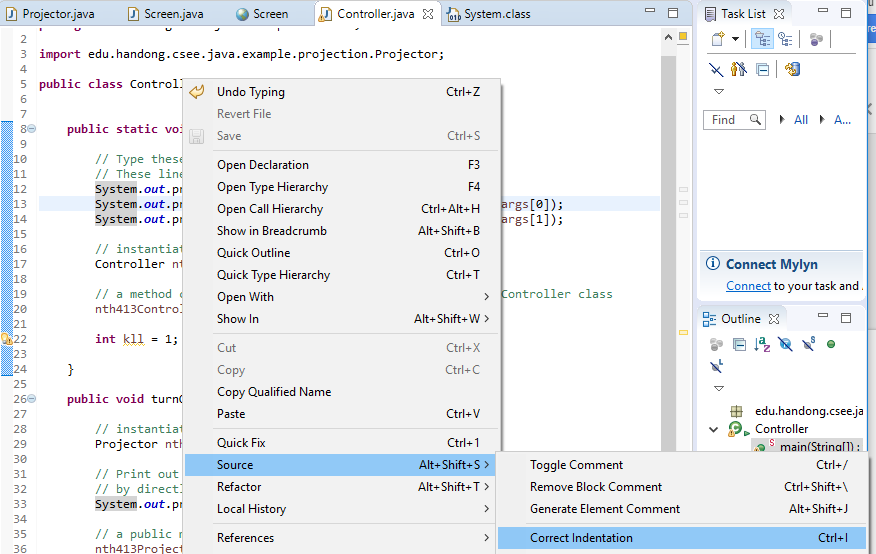 Projector.java
Screen.java
Screen
Controller.java
System.class
2
3 import edu.handong.csee.java.example.projection.Projector;
4
5 public class Control
6
7
8 public static voi
9
10 // Type these
11 // These line
12 System.out.pr
13 System.out.pr args[0]);
14 System.out.pr args[1]);
15
16 // instantiat
17 Controller nth
18
19 // a method c Controller class
20 nth413Control
21
22 int kll = 1;
23
24 }
25
26 public void turnO
27
28 // instantiat
29 Projector nth
30
31 // Print out
32 // by directl
33 System.out.pr
34
35 // a public m
36 nth413Project
Undo Typing Ctrl+Z
Revert File
Save Ctrl+S
Open Declaration F3
Open Type Hierarchy F4
Open Call Hierarchy Ctrl+Alt+H
Show in Breadcrumb Alt+Shift+B
Quick Outline Ctrl+O
Quick Type Hierarchy Ctrl+T
Open With
Show In Alt+Shift+W
Cut Ctrl+X
Copy Ctrl+C
Copy Qualified Name
Paste Ctrl+V
Quick Fix Ctrl+1
Source Alt+Shift+S
Refactor Alt+Shift+T
Local History
References
Toggle Comment Ctrl+/
Remove Block Comment Ctrl+Shift+\
Generate Element Comment Alt+Shift+J
Correct Indentation Ctrl+I
Task List
Find All A...
Connect Mylyn
Connect to your task and
Outline
edu.handong.csee.ja
Controller
main(String[]) :